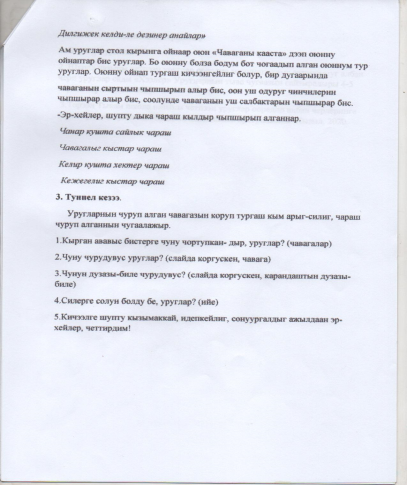 Дилгижек келди-ле дезинер анайлар»
Ам уруглар стол кырынга ойнаар оюн «Чаваганы кааста» дээп оюнну
ойнаптар бис уруглар. Бо оюнну болза бодум бот чогаадып алган оюннум тур
уруглар. Оюнну ойнап тургаш кичээнгейлиг болур, бир дугаарында
чаваганын сыртыын чыпшырып алыр бис, оон уш одуруг чинчилерин
чыпшырар алыр бис, соолунде чаваганын уш салбактарын чыпшырар бис.
-Эр-хейлер, шупту дыка чараш кылдыр чыпшырып алганнар.
Чанар кушта сайлык чараш
Чавагалыг кыстар чараш
Келир кушта хектер чараш
Кежегелиг кыстар чараш
3. Туннел кезээ.
Уругларнын чуруп алган чавагазын коруп тургаш кым арыг-силиг, чараш
чуруп алганнын чугаалажыр.
1.Кырган ававыс бистерге чуну чортупкан- дыр, уруглар? (чавагалар)
2.Чуну чурудувус уруглар? (слайда коргускен, чавага)
3.Чунун дузазы-биле чурудувус? (слайда коргускен, карандаштын дузазы-
биле)
4.Силерге солун болду бе, уруглар? (ийе)
5.Кичээлге шупту кызымаккай, идепкейлиг, сонуургалдыг ажылдаан эр-
хейлер, четтирдим!